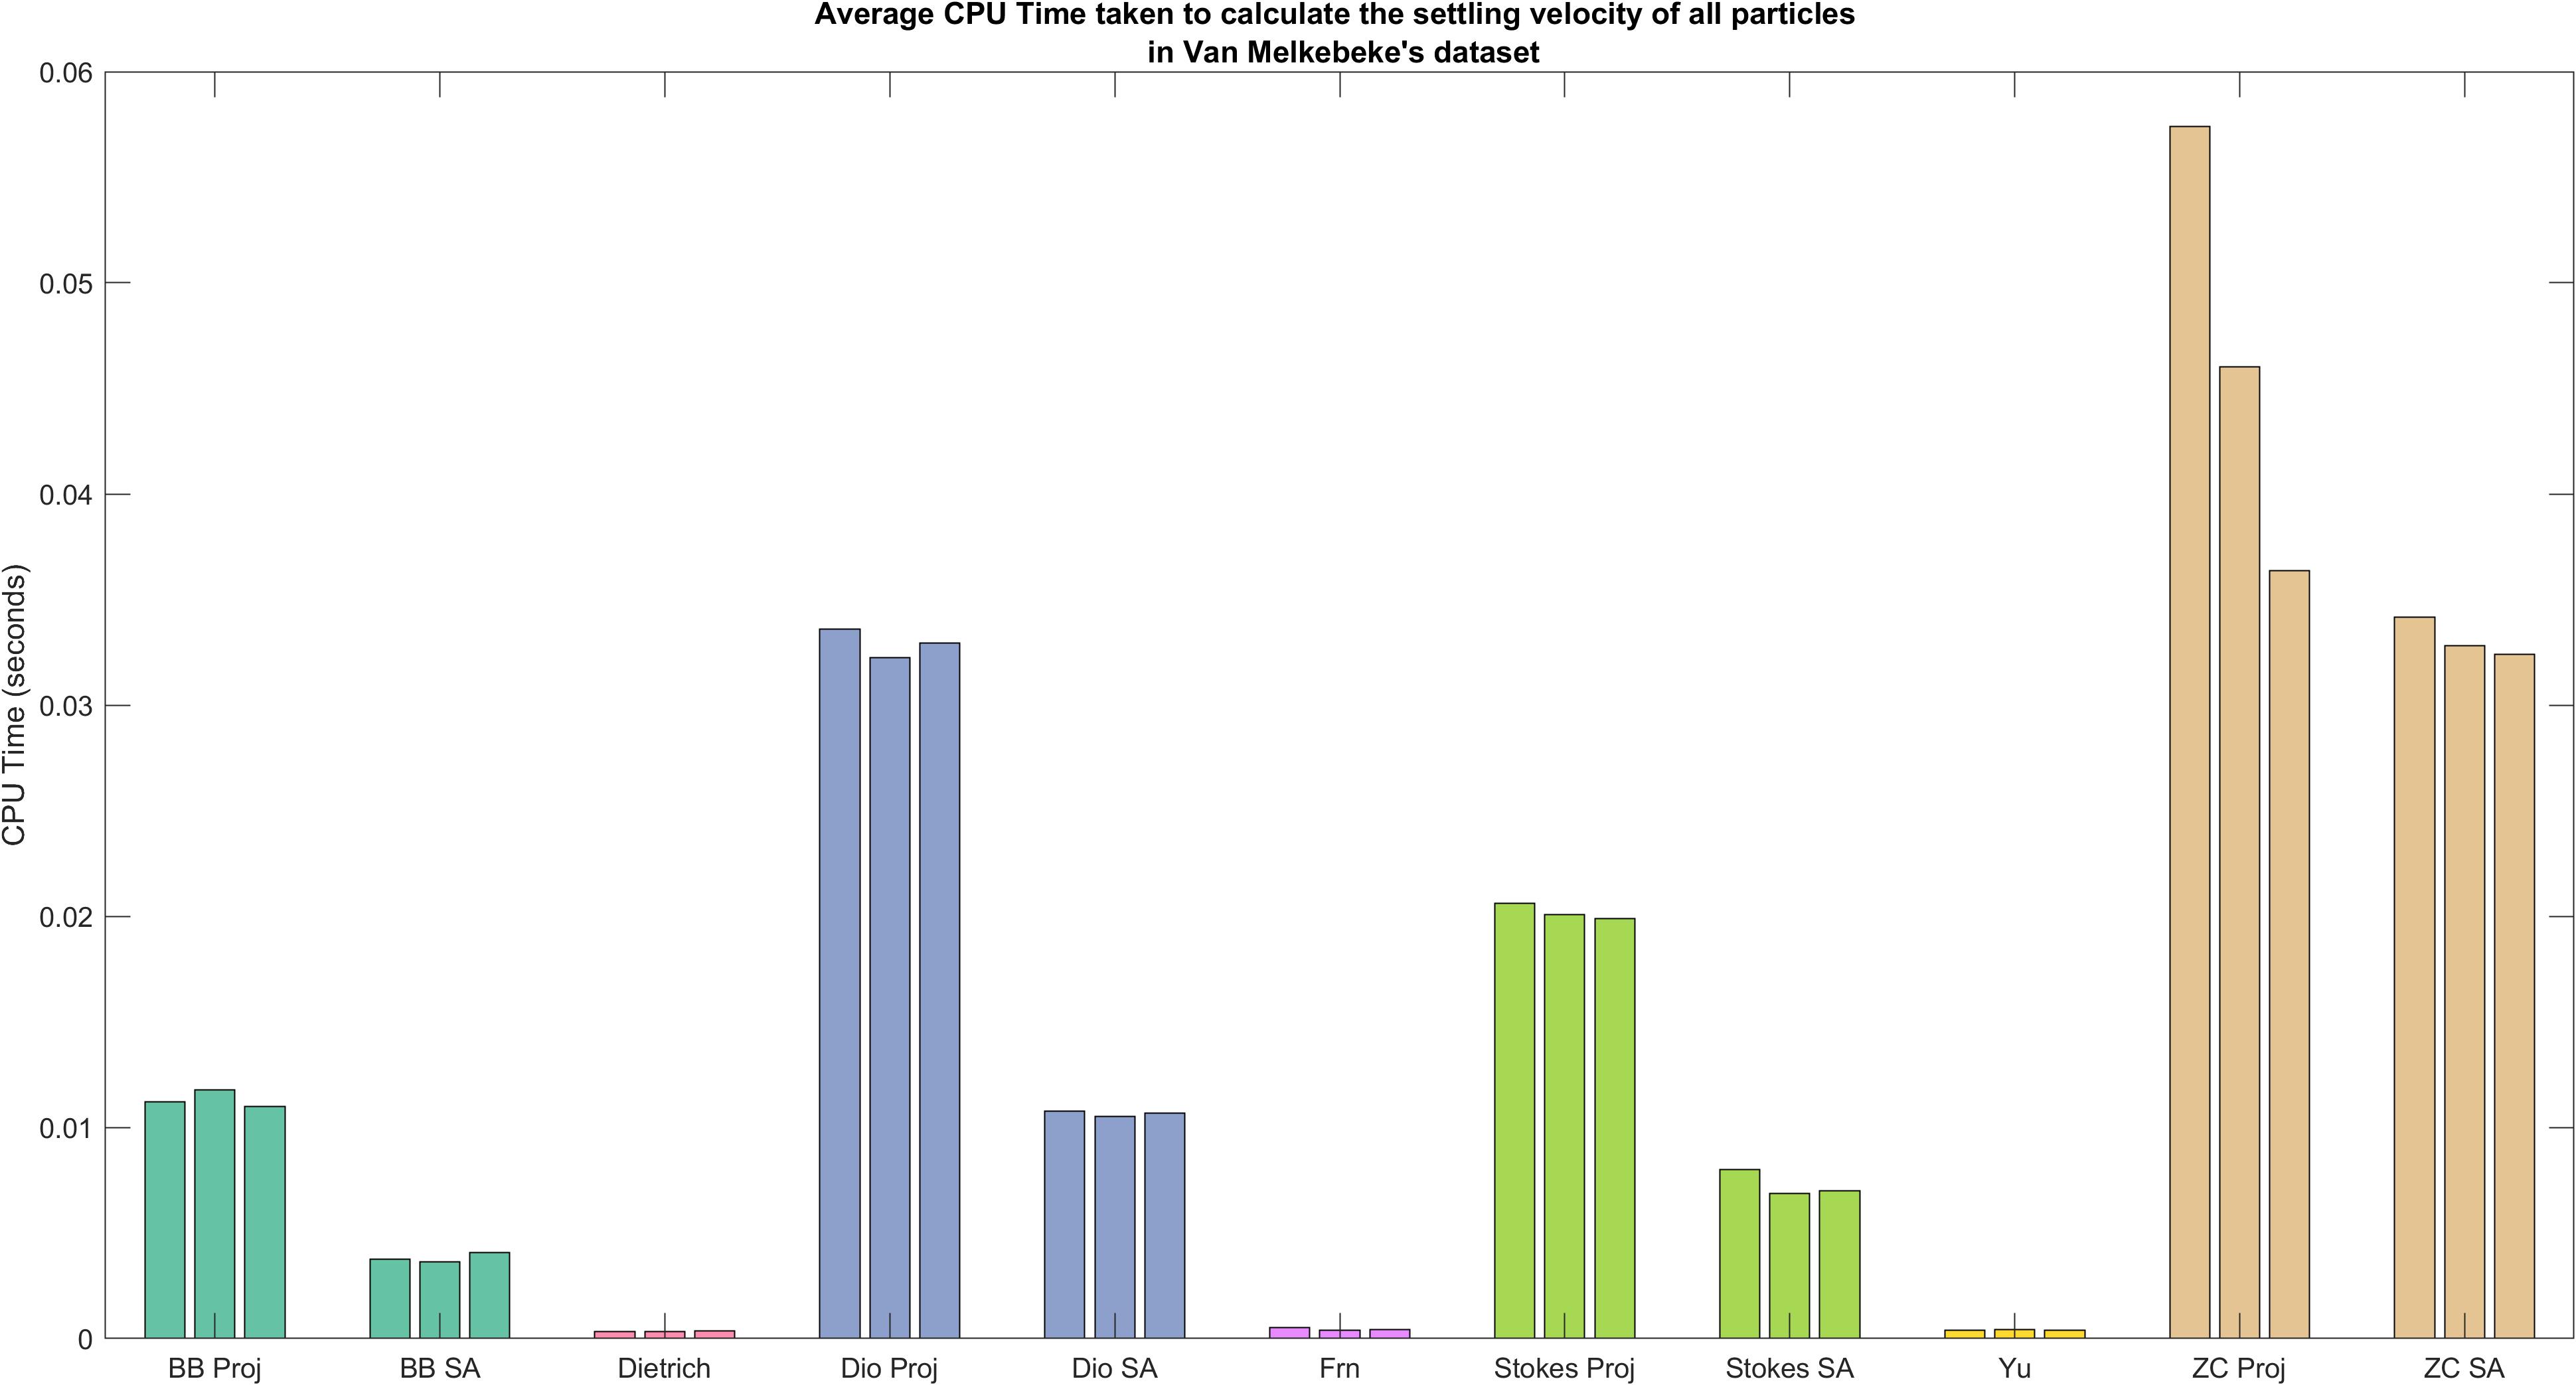 Average CPU Time taken to calculate the settling velocity of all particles
in Van Melkebeke's dataset
CPU Time (seconds)
0.06
0.05
0.04
0.03
0.02
0.01
0
BB Proj
BB SA
Dietrich
Dio Proj
Dio SA
Frn
Stokes Proj
Stokes SA
Yu
ZC Proj
ZC SA